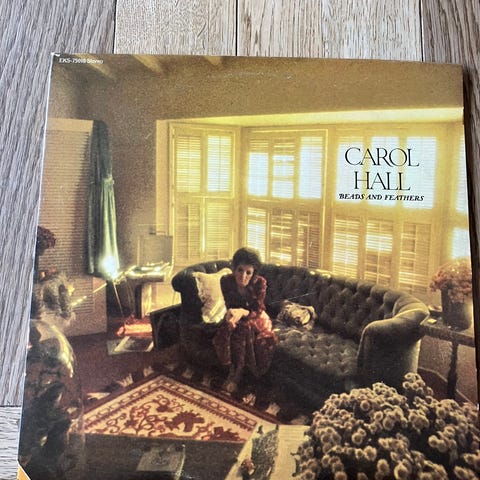 EKS-75018 Stereo
CAROL
HALL
BEADS AND FEATHERS